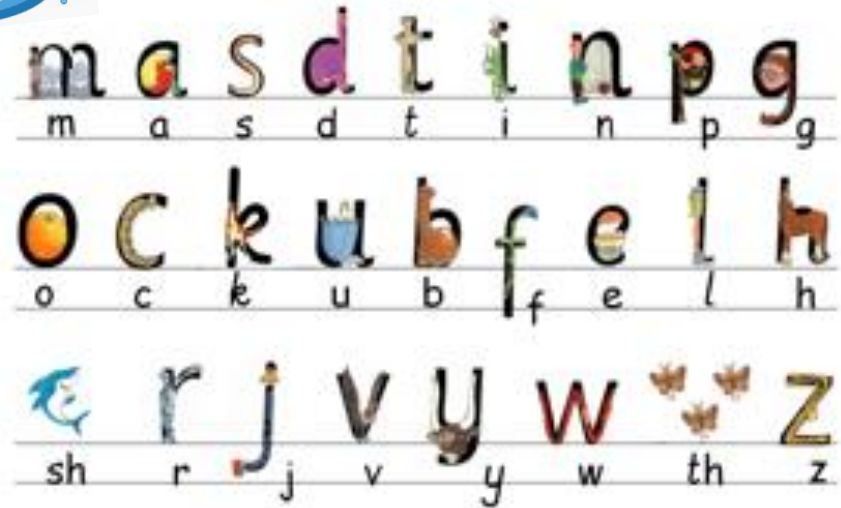 m a s d t i n p g
m a s d t i n p g
o c k u b f e l h
o c k u b f e l h
r j v y w z
sh r j v y w th z